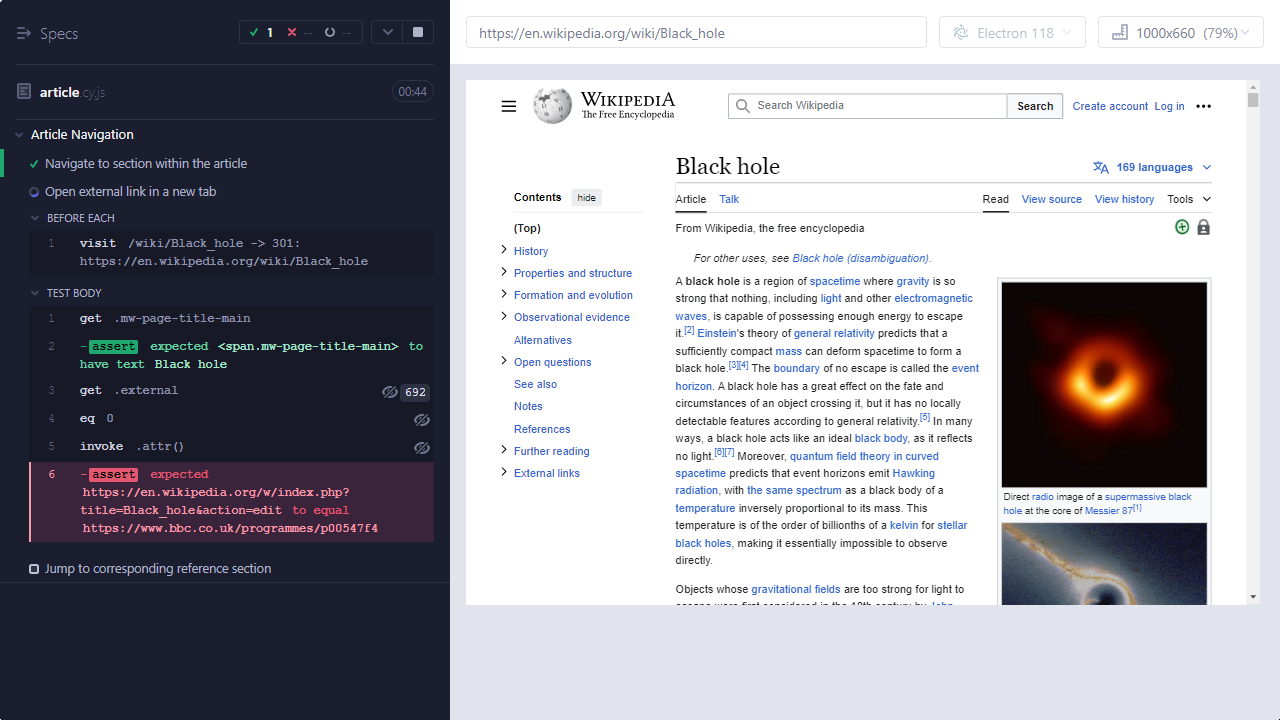 Specs
1
--
--
article.cy.js
00:44
Article Navigation
Navigate to section within the article
Open external link in a new tab
BEFORE EACH
1 visit /wiki/Black_hole -> 301:
https://en.wikipedia.org/wiki/Black_hole
TEST BODY
1 get .mw-page-title-main
2 -assert expected <span.mw-page-title-main> to
have text Black hole
3 get .external 692
4 eq 0
5 invoke .attr()
6 -assert expected
https://en.wikipedia.org/w/index.php?
title=Black_hole&action=edit to equal
https://www.bbc.co.uk/programmes/p00547f4
Jump to corresponding reference section
https://en.wikipedia.org/wiki/Black_hole
Electron 118
1000x660 (79%)
WIKIPEDIA
The Free Encyclopedia
Search Wikipedia
Search
Create account Log in
Black hole
169 languages
Contents hide
(Top)
History
Properties and structure
Formation and evolution
Observational evidence
Alternatives
Open questions
See also
Notes
References
Further reading
External links
Article Talk
Read View source View history Tools
From Wikipedia, the free encyclopedia
For other uses, see Black hole (disambiguation).
A black hole is a region of spacetime where gravity is so
strong that nothing, including light and other electromagnetic
waves, is capable of possessing enough energy to escape
it.[2] Einstein's theory of general relativity predicts that a
sufficiently compact mass can deform spacetime to form a
black hole.[3][4] The boundary of no escape is called the event
horizon. A black hole has a great effect on the fate and
circumstances of an object crossing it, but it has no locally
detectable features according to general relativity.[5] In many
ways, a black hole acts like an ideal black body, as it reflects
no light.[6][7] Moreover, quantum field theory in curved
spacetime predicts that event horizons emit Hawking
radiation, with the same spectrum as a black body of a
temperature inversely proportional to its mass. This
temperature is of the order of billionths of a kelvin for stellar
black holes, making it essentially impossible to observe
directly.
Objects whose gravitational fields are too strong for light to
escape were first considered in the 18th century by John
Direct radio image of a supermassive black
hole at the core of Messier 87[1]